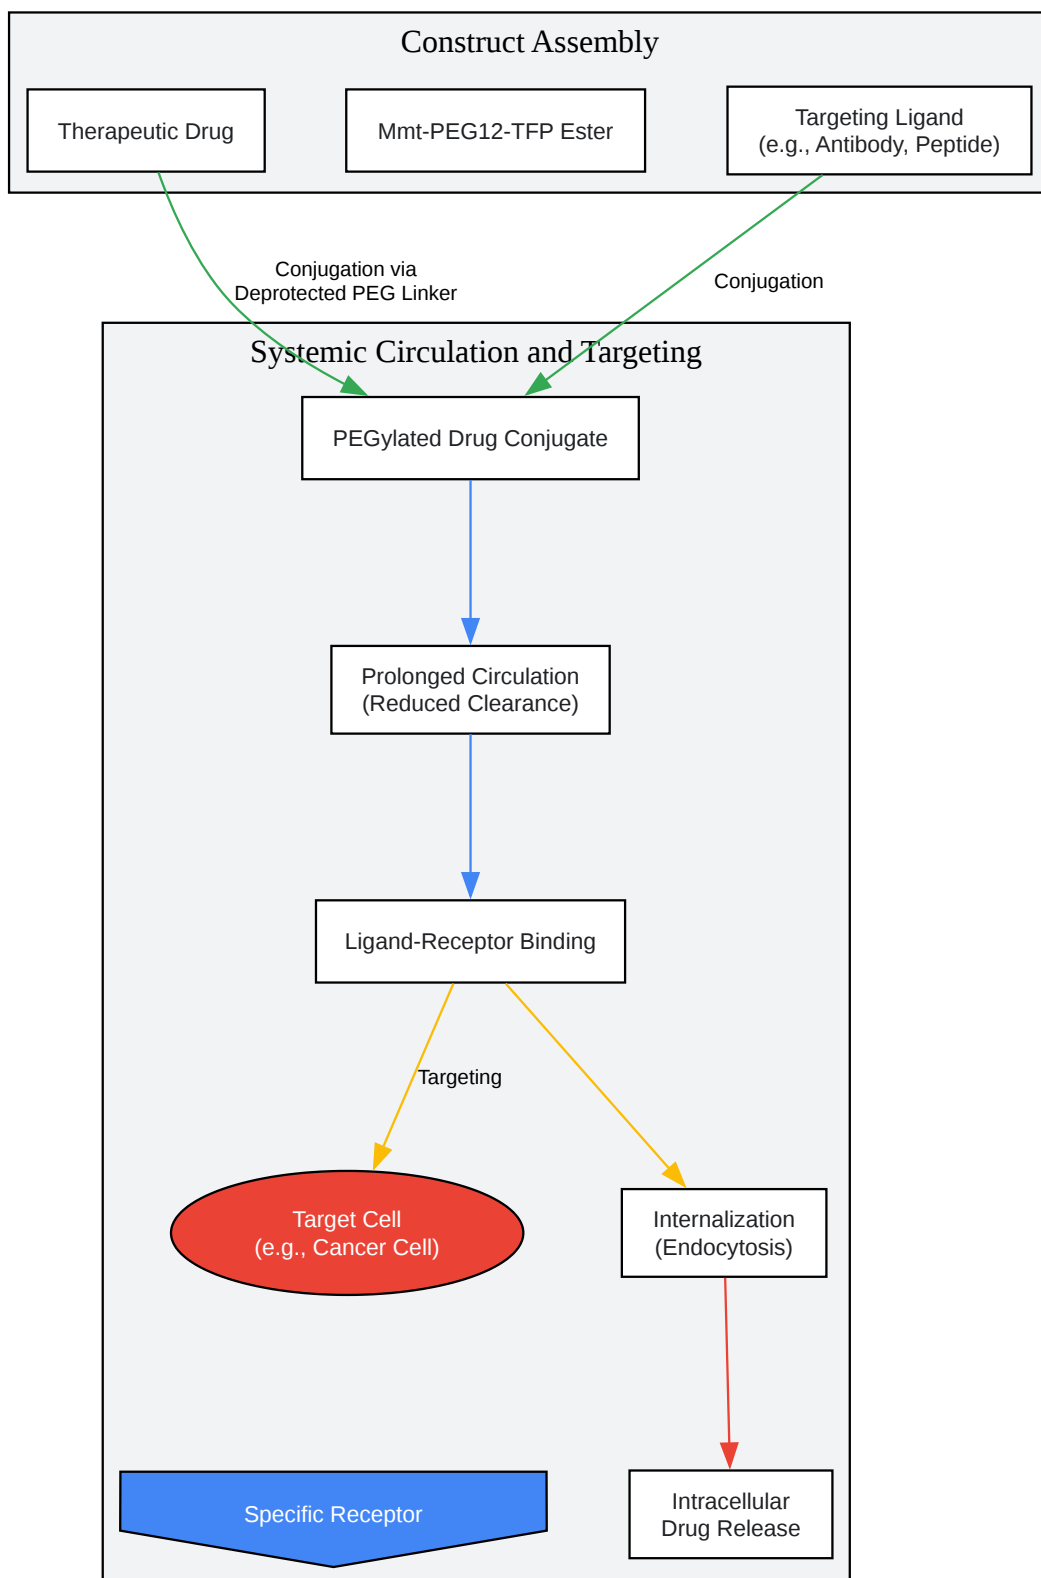 Construct Assembly
Therapeutic Drug
Mmt-PEG12-TFP Ester
Targeting Ligand
(e.g., Antibody, Peptide)
Conjugation via
Deprotected PEG Linker
Conjugation
Systemic Circulation and Targeting
PEGylated Drug Conjugate
Prolonged Circulation
(Reduced Clearance)
Ligand-Receptor Binding
Targeting
Target Cell
(e.g., Cancer Cell)
Internalization
(Endocytosis)
Specific Receptor
Intracellular
Drug Release